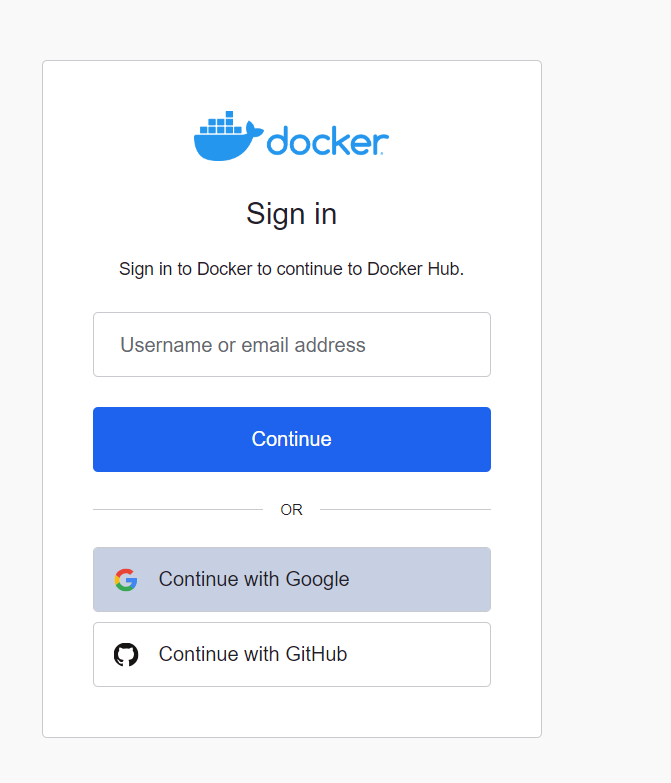 docker
Sign in
Sign in to Docker to continue to Docker Hub.
Username or email address
Continue
OR
Continue with Google
Continue with GitHub